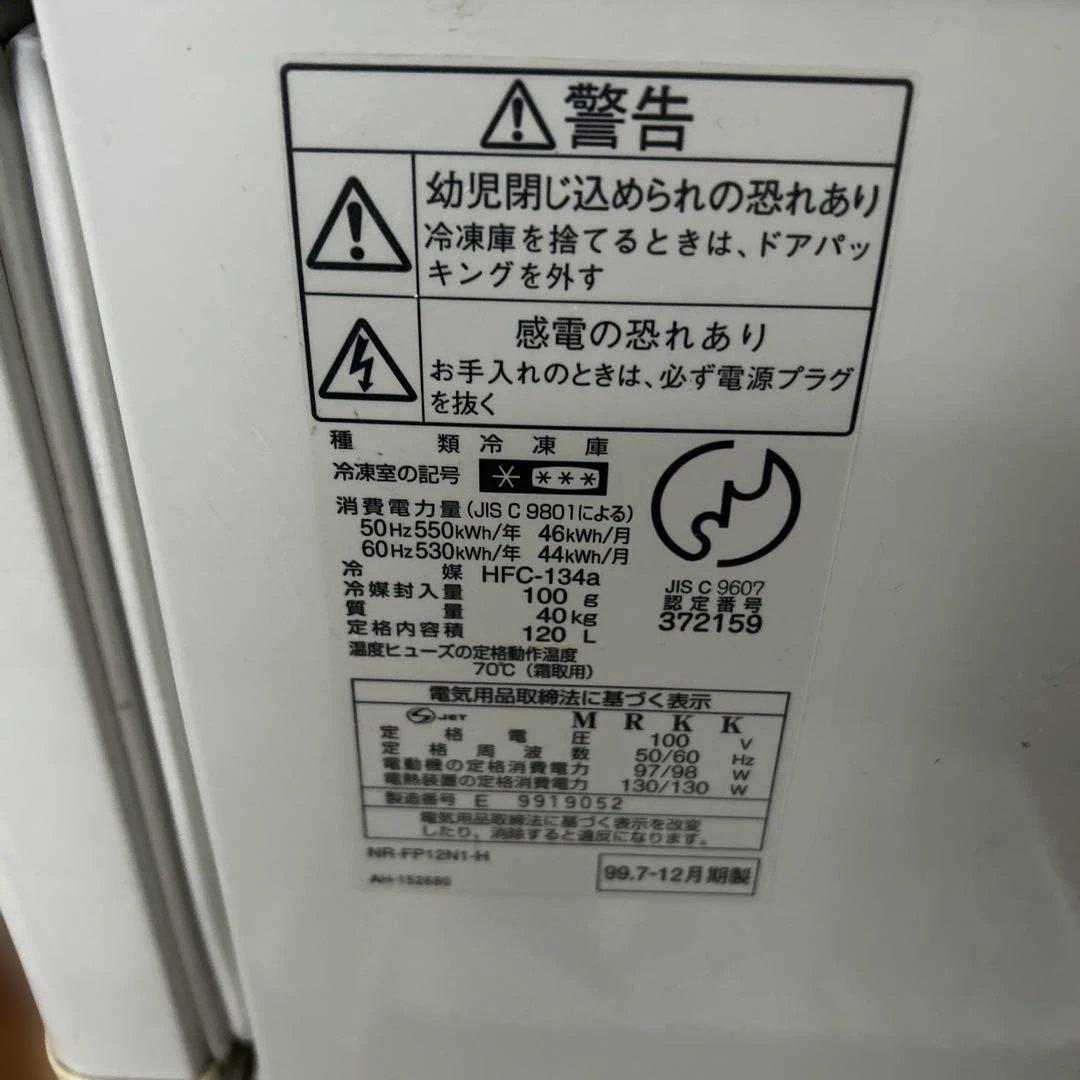 警告
幼児閉じ込められの恐れあり
冷凍庫を捨てるときは、ドアパッ
キングを外す
感電の恐れあり
お手入れのときは、必ず電源プラグ
を抜く
種類 冷凍庫
冷凍室の記号 * ***
消費電力量(JIS C 9801による)
50Hz 550kWh/年 46kWh/月
60Hz 530kWh/年 44kWh/月
冷媒 HFC-134a
冷媒封入量 100 g
質量 40kg
定格内容積 120 L
温度ヒューズの定格動作温度
70℃(霜取用)
JIS C 9607
認定番号
372159
電気用品取締法に基づく表示
S JET MRKK
定格電圧 100 V
定格周波数 50/60 Hz
電動機の定格消費電力 97/98 W
電熱装置の定格消費電力 130/130 W
製造番号 E 9919052
電気用品取締法に基づく表示を改変
したり、消除すると違反になります。
NR-FP12N1-H
AH-152680
99.7-12月期製